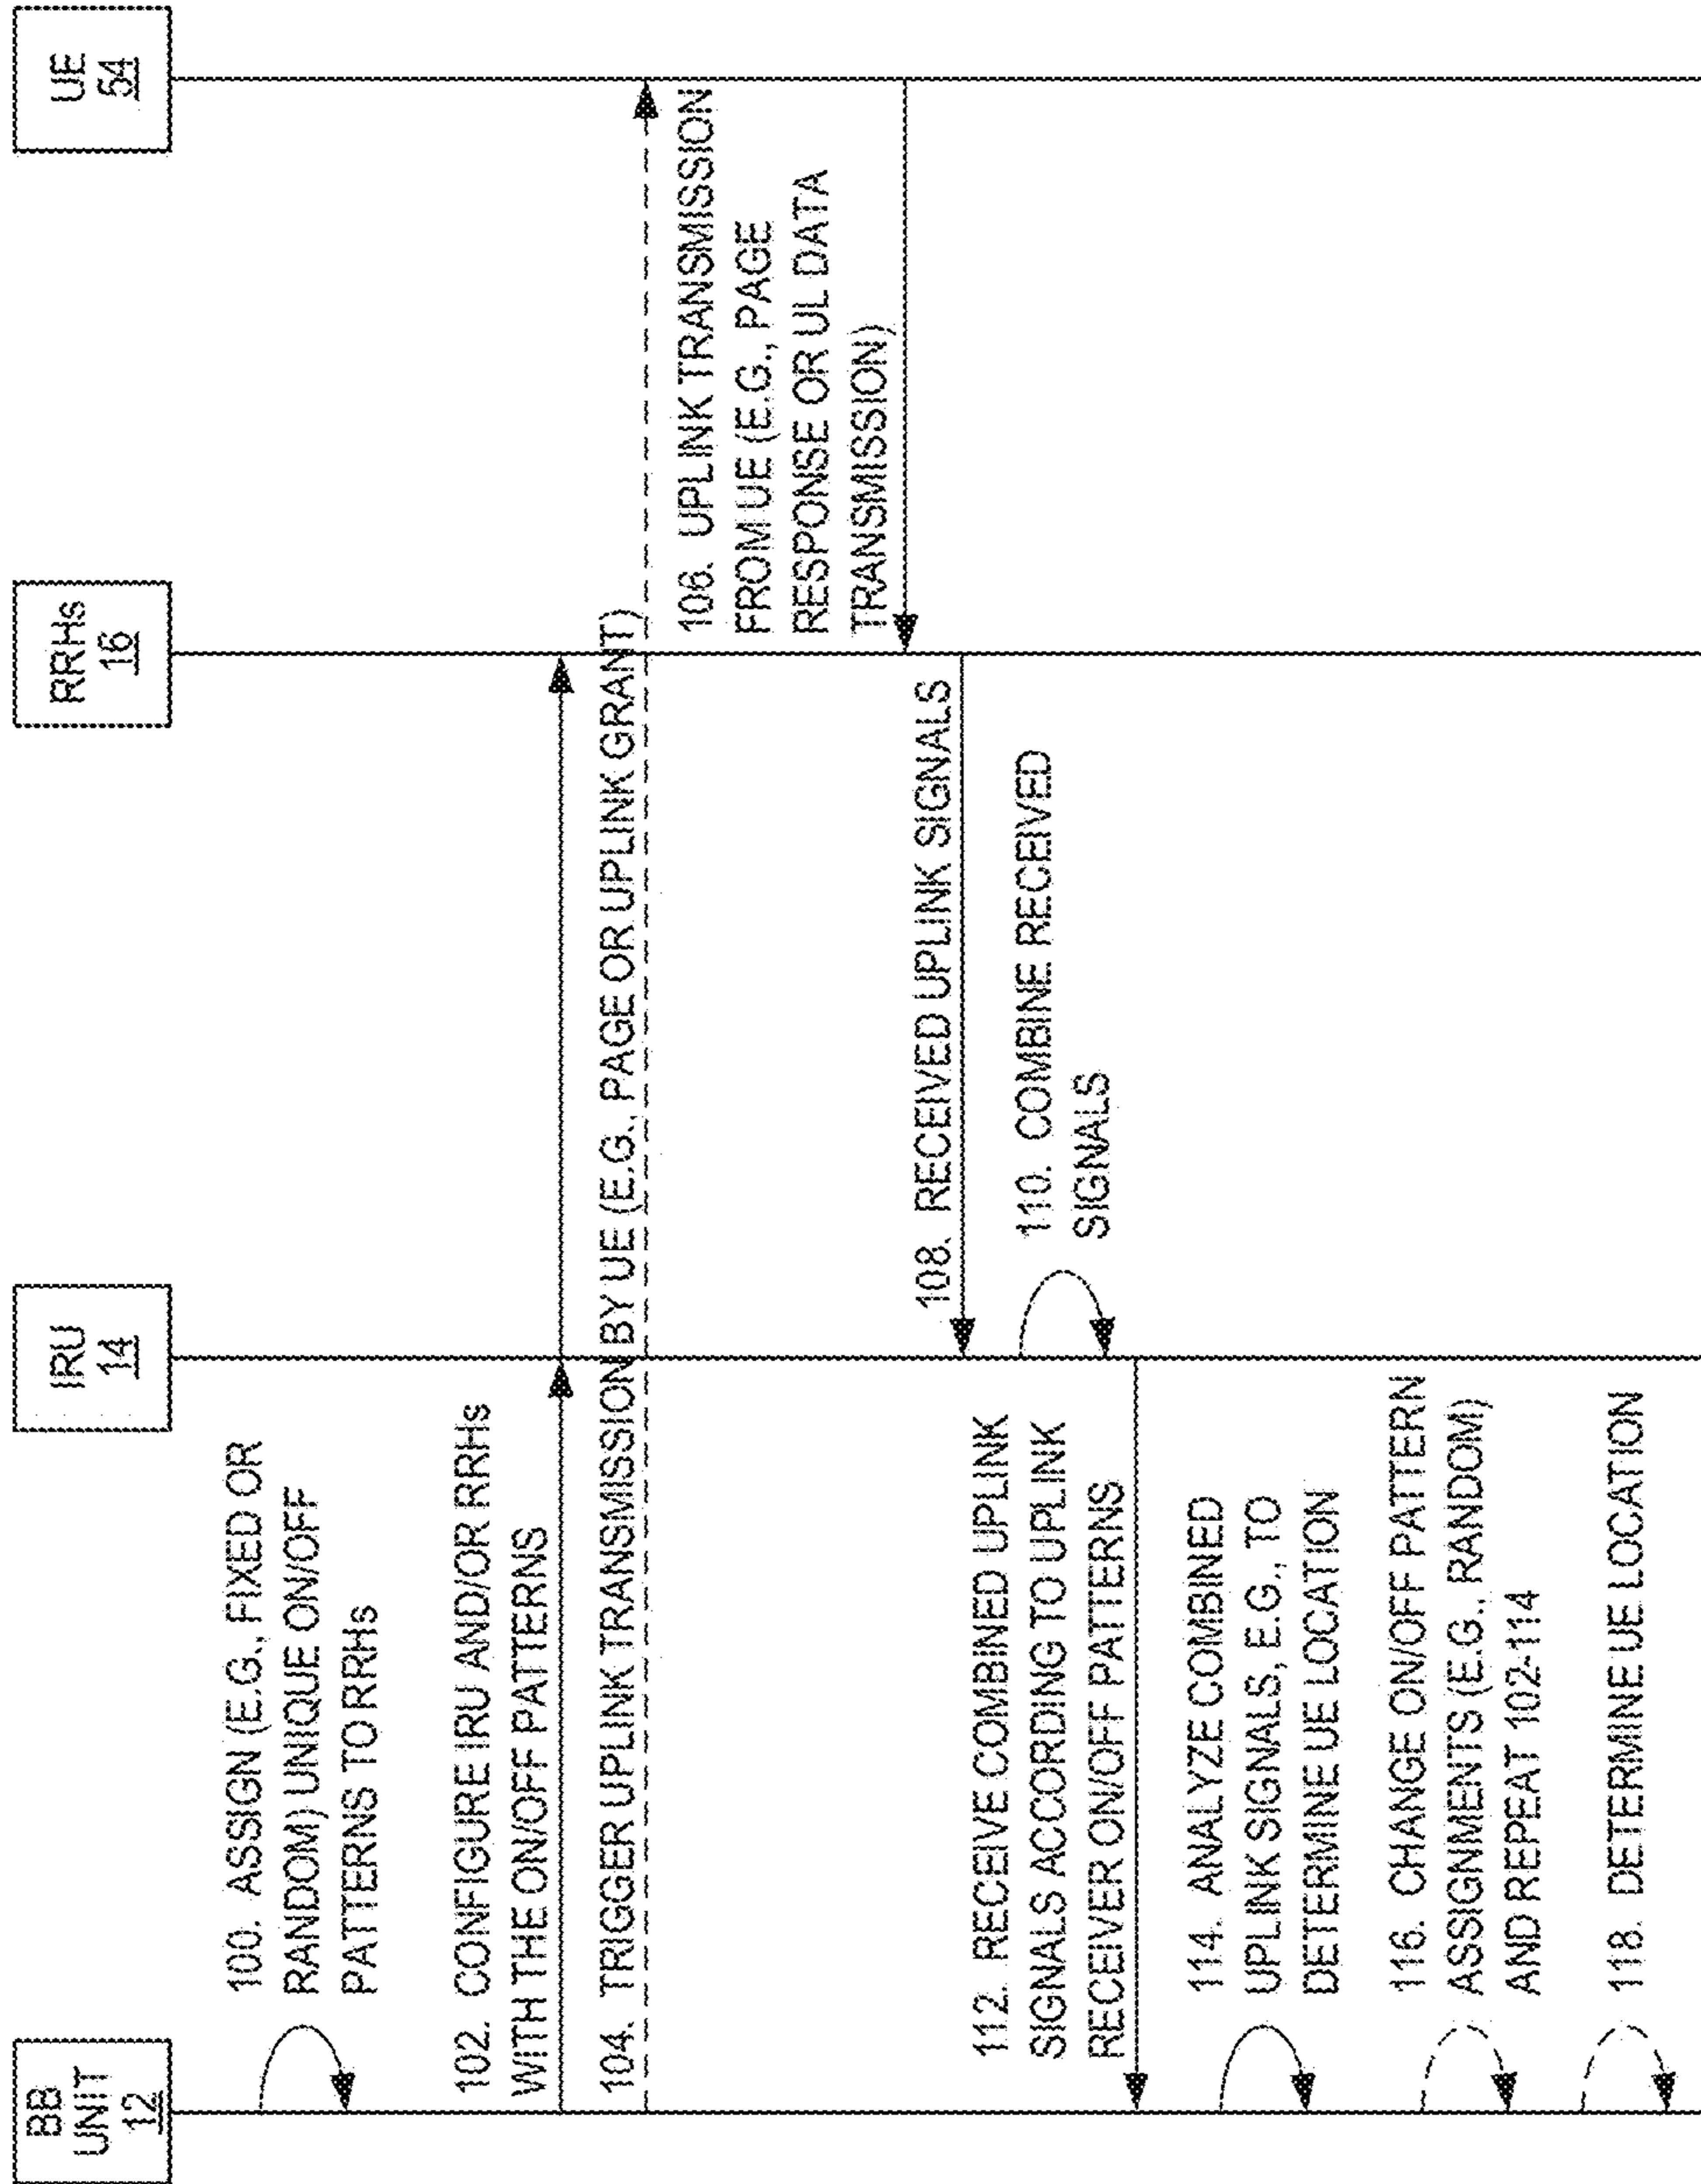 BB
UNIT
12
IRU
14
RRHs
16
UE
54
100. ASSIGN (E.G., FIXED OR
RANDOM) UNIQUE ON/OFF
PATTERNS TO RRHs
102. CONFIGURE IRU AND/OR RRHs
WITH THE ON/OFF PATTERNS
104. TRIGGER UPLINK TRANSMISSION BY UE (E.G., PAGE OR UPLINK GRANT)
106. UPLINK TRANSMISSION
FROM UE (E.G., PAGE
RESPONSE OR UL DATA
TRANSMISSION)
108. RECEIVED UPLINK SIGNALS
110. COMBINE RECEIVED
SIGNALS
112. RECEIVE COMBINED UPLINK
SIGNALS ACCORDING TO UPLINK
RECEIVER ON/OFF PATTERNS
114. ANALYZE COMBINED
UPLINK SIGNALS, E.G., TO
DETERMINE UE LOCATION
116. CHANGE ON/OFF PATTERN
ASSIGNMENTS (E.G., RANDOM)
AND REPEAT 102-114
118. DETERMINE UE LOCATION